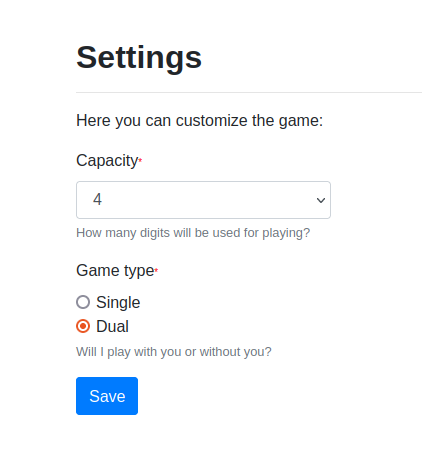 Settings
Here you can customize the game:
Capacity*
4
How many digits will be used for playing?
Game type*
Single
Dual
Will I play with you or without you?
Save